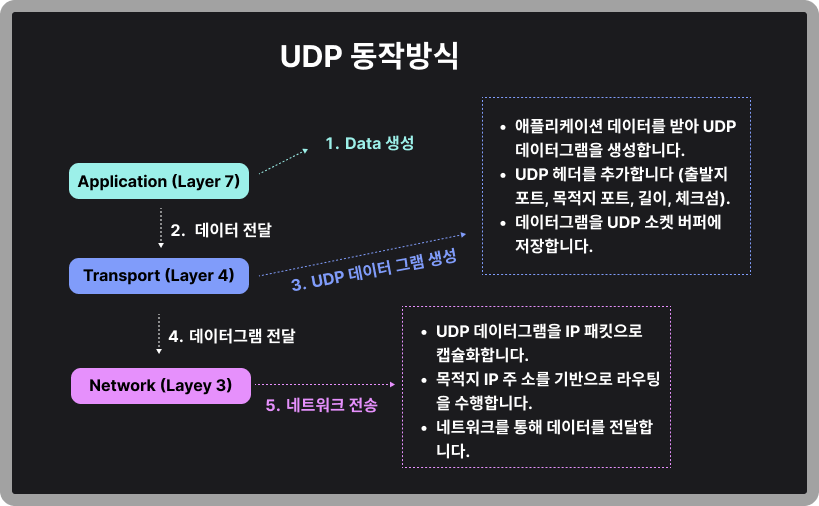 UDP 동작방식
1. Data 생성
Application (Layer 7)
2. 데이터 전달
Transport (Layer 4)
3. UDP 데이터 그램 생성
• 애플리케이션 데이터를 받아 UDP
데이터그램을 생성합니다.
• UDP 헤더를 추가합니다 (출발지
포트, 목적지 포트, 길이, 체크섬).
• 데이터그램을 UDP 소켓 버퍼에
저장합니다.
4. 데이터그램 전달
Network (Layey 3)
5. 네트워크 전송
• UDP 데이터그램을 IP 패킷으로
캡슐화합니다.
• 목적지 IP 주 소를 기반으로 라우팅
을 수행합니다.
• 네트워크를 통해 데이터를 전달합
니다.